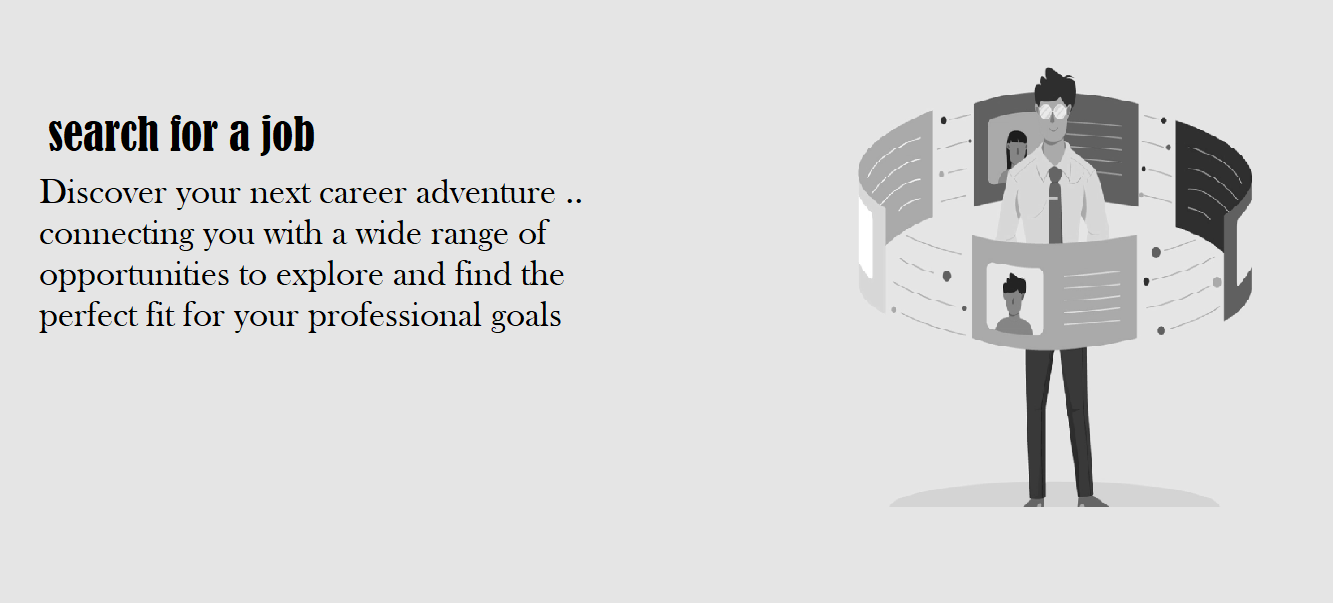 search for a job
Discover your next career adventure ..
connecting you with a wide range of
opportunities to explore and find the
perfect fit for your professional goals